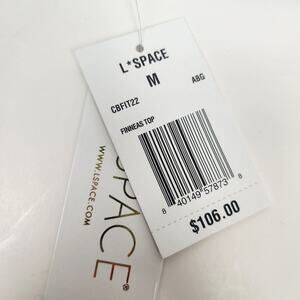 L*SPACE
M
CBFIT22 ABG
FINNEAS TOP
8 40149 57873 8
$106.00
SPACE®
WWW.LSPACE.COM